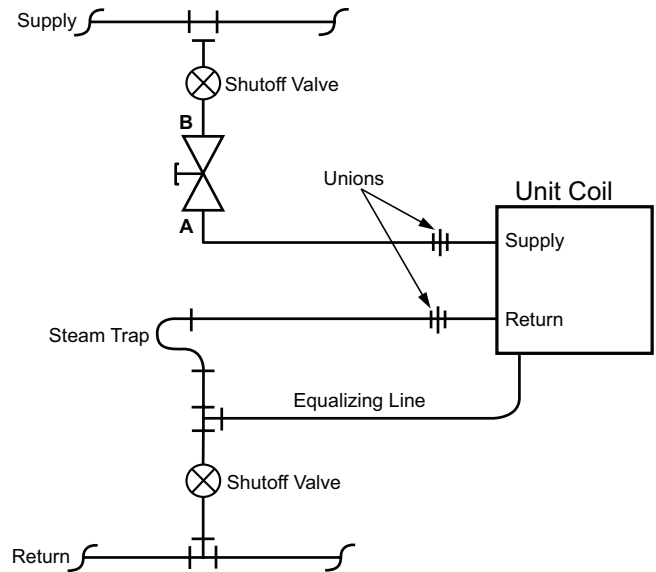 Supply
Shutoff Valve
B
Unions
Unit Coil
A
Supply
Return
Steam Trap
Equalizing Line
Shutoff Valve
Return